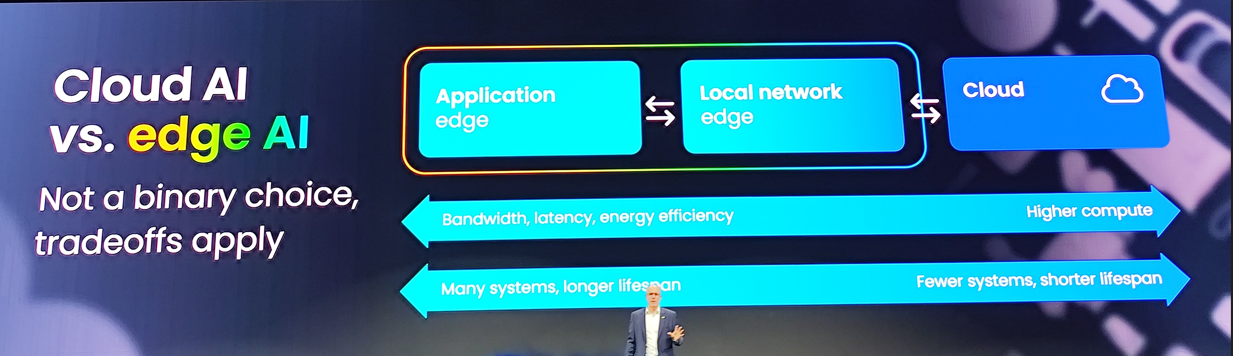 Cloud AI
vs. edge AI
Not a binary choice,
tradeoffs apply
Application
edge
Local network
edge
Cloud
Bandwidth, latency, energy efficiency
Higher compute
Many systems, longer lifespan
Fewer systems, shorter lifespan